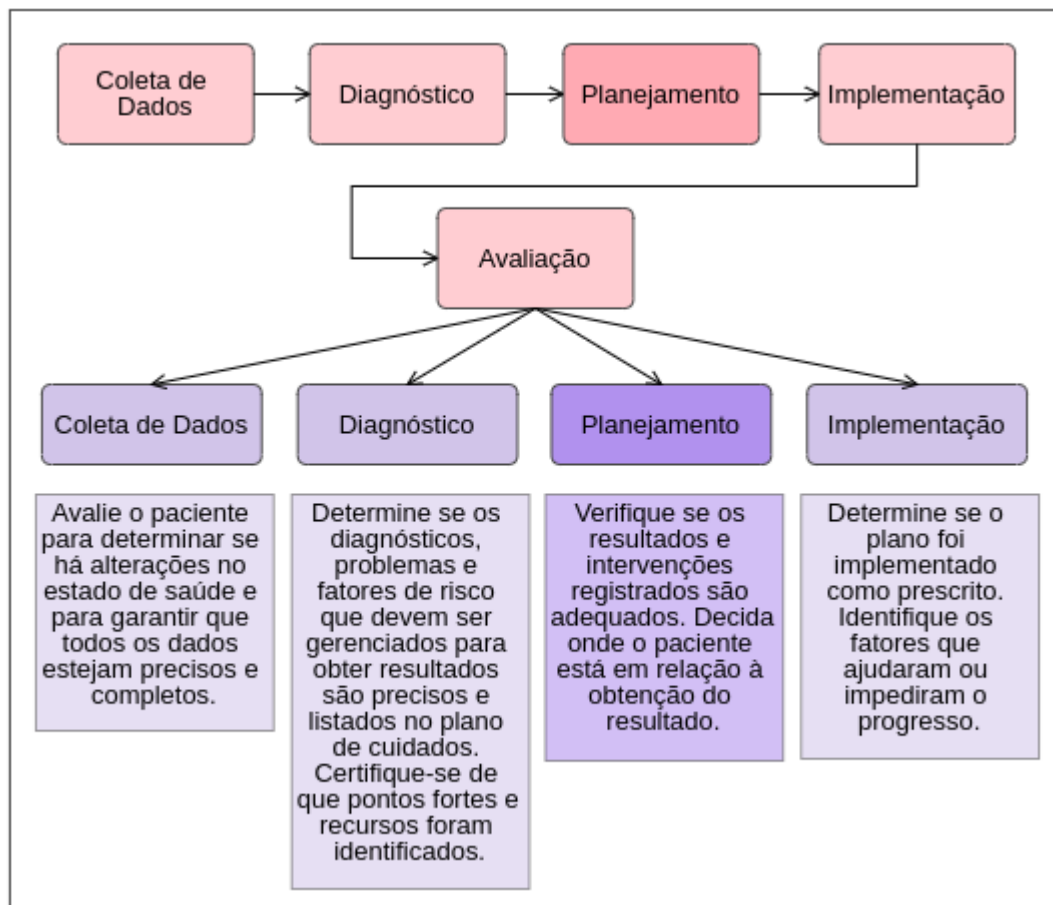 Coleta de
Dados
Diagnóstico
Planejamento
Implementação
Avaliação
Coleta de Dados
Diagnóstico
Planejamento
Implementação
Avalie o paciente
para determinar se
há alterações no
estado de saúde e
para garantir que
todos os dados
estejam precisos e
completos.
Determine se os
diagnósticos,
problemas e
fatores de risco
que devem ser
gerenciados para
obter resultados
são precisos e
listados no plano
de cuidados.
Certifique-se de
que pontos fortes e
recursos foram
identificados.
Verifique se os
resultados e
intervenções
registrados são
adequados. Decida
onde o paciente
está em relação à
obtenção do
resultado.
Determine se o
plano foi
implementado
como prescrito.
Identifique os
fatores que
ajudaram ou
impediram o
progresso.